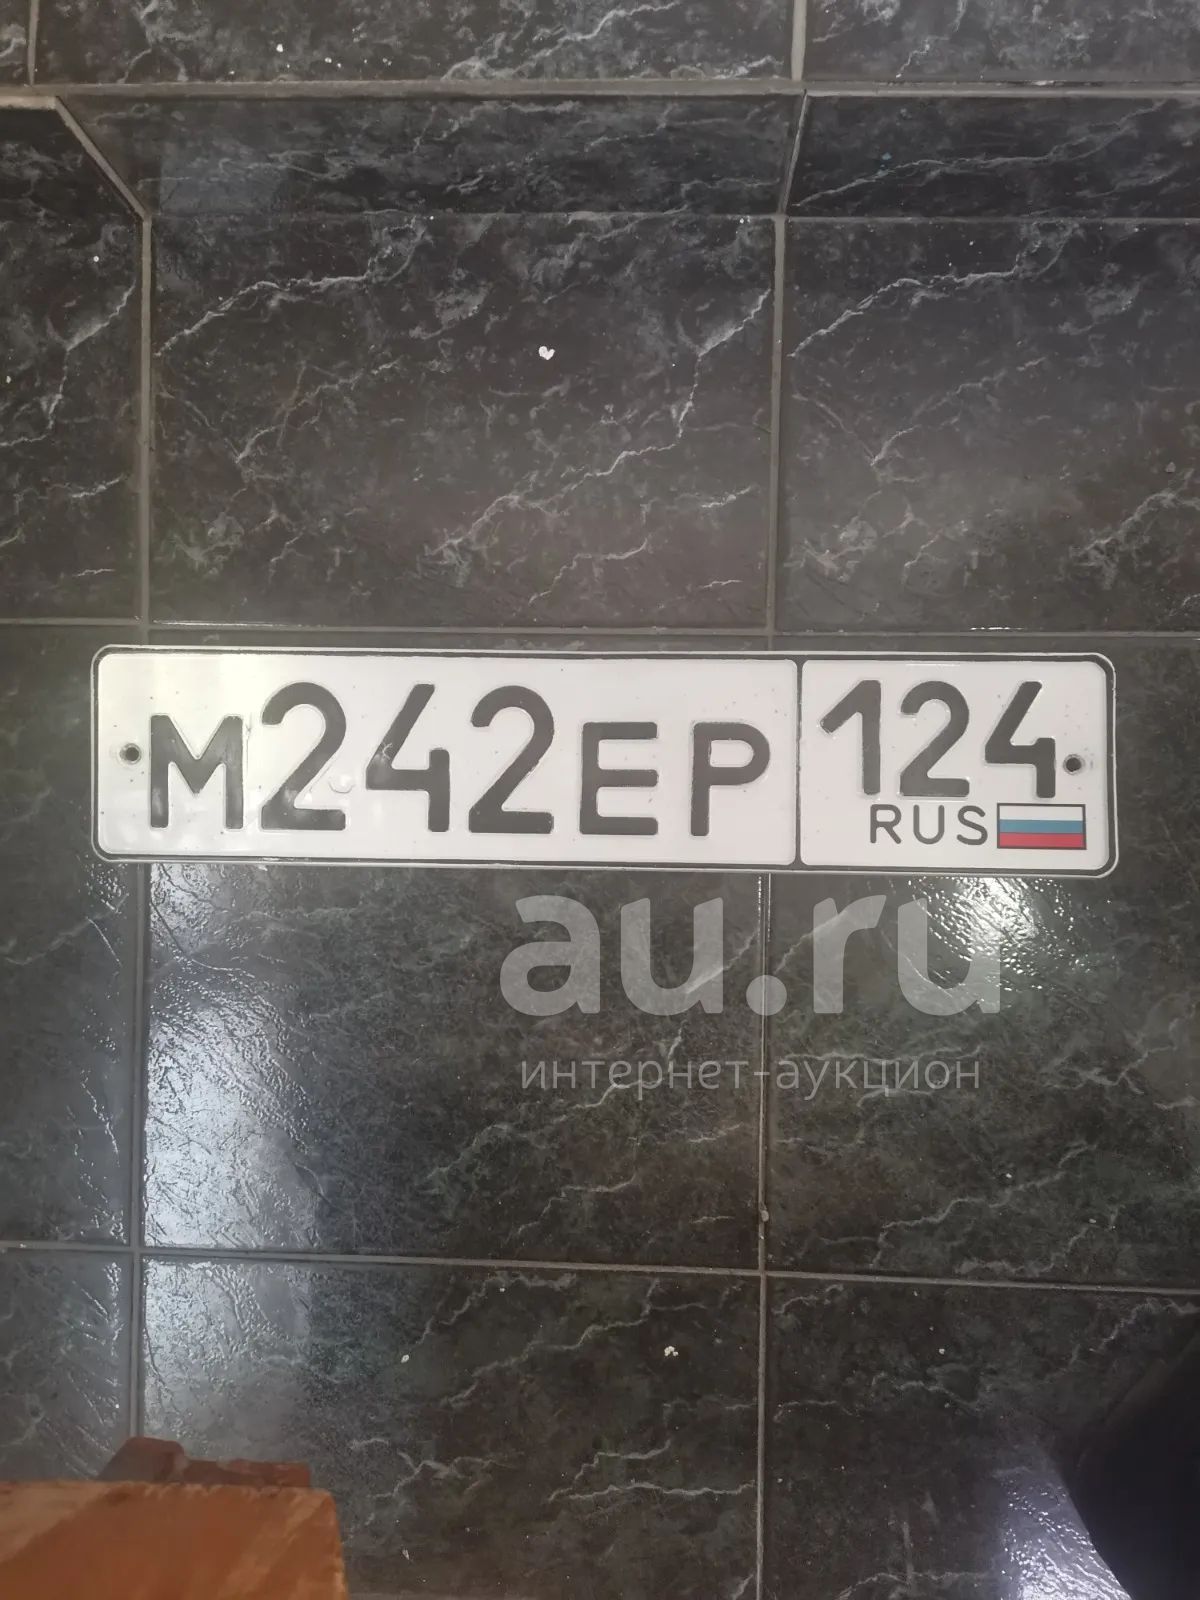 М242ЕР 124
RUS
au.ru
интернет-аукцион